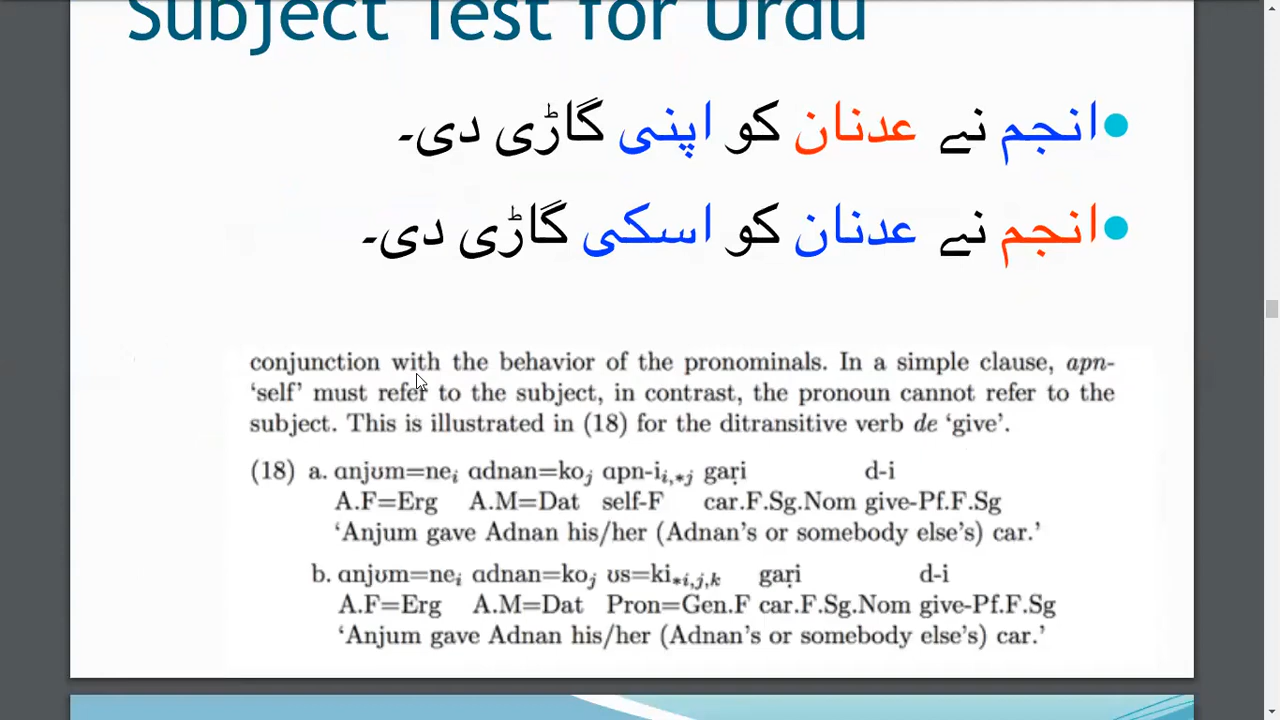 Subject Test for Urdu
•انجم نے عدنان کو اپنی گاڑی دی۔
•انجم نے عدنان کو اسکی گاڑی دی۔
conjunction with the behavior of the pronominals. In a simple clause, apn-
‘self’ must refer to the subject, in contrast, the pronoun cannot refer to the
subject. This is illustrated in (18) for the ditransitive verb de ‘give’.
(18) a. ɑnjʊm=neᵢ ɑdnɑn=koⱼ ɑpn-iᵢ,*ⱼ gɑṛi d-i
A.F=Erg A.M=Dat self-F car.F.Sg.Nom give-Pf.F.Sg
‘Anjum gave Adnan his/her (Adnan’s or somebody else’s) car.’
b. ɑnjʊm=neᵢ ɑdnɑn=koⱼ ʊs=ki*ᵢ,ⱼ,ₖ gɑṛi d-i
A.F=Erg A.M=Dat Pron=Gen.F car.F.Sg.Nom give-Pf.F.Sg
‘Anjum gave Adnan his/her (Adnan’s or somebody else’s) car.’